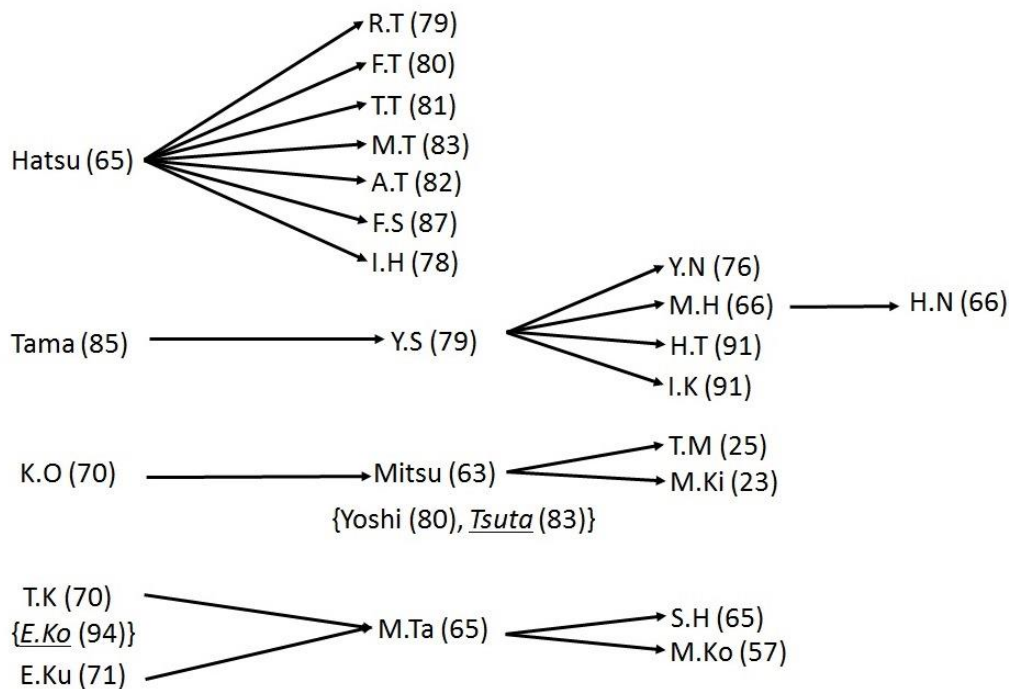 R.T (79)
F.T (80)
T.T (81)
M.T (83)
Hatsu (65)
A.T (82)
F.S (87)
I.H (78)
Y.N (76)
M.H (66)
H.N (66)
Tama (85)
Y.S (79)
H.T (91)
I.K (91)
T.M (25)
K.O (70)
Mitsu (63)
M.Ki (23)
{Yoshi (80), Tsuta (83)}
T.K (70)
{E.Ko (94)}
E.Ku (71)
M.Ta (65)
S.H (65)
M.Ko (57)